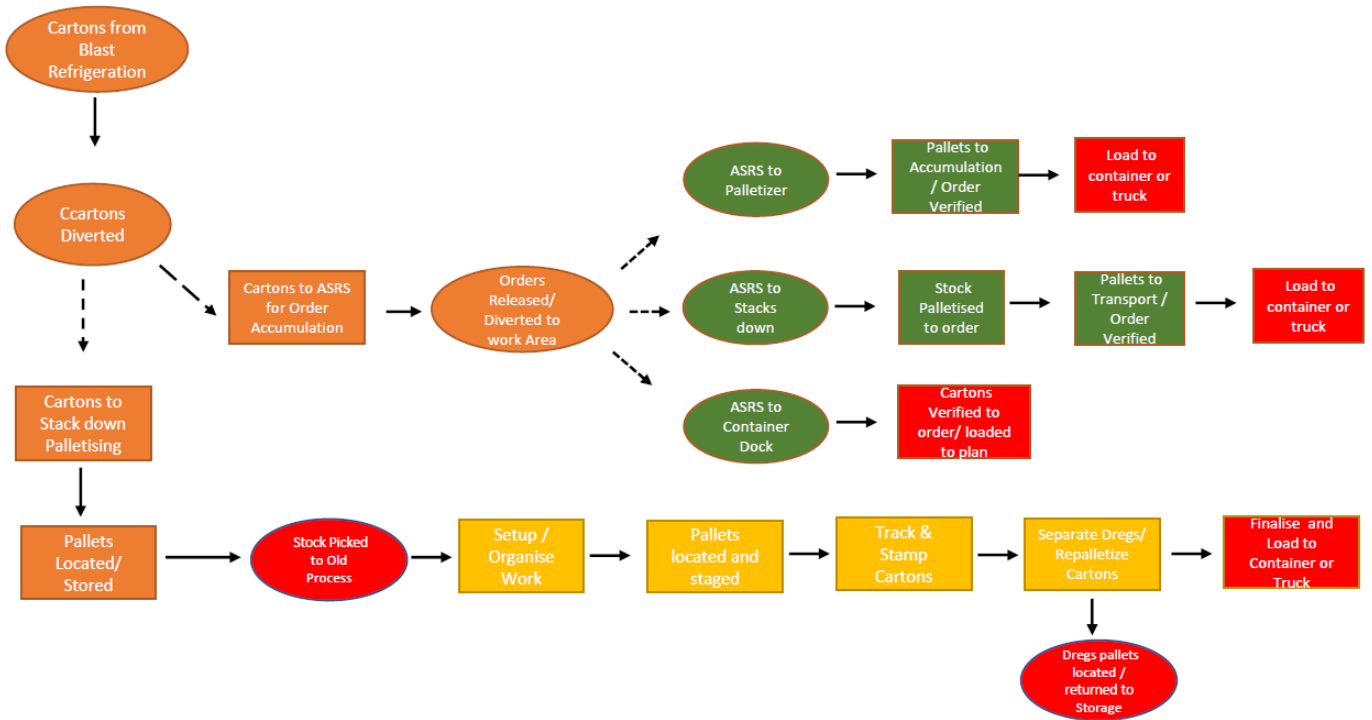 Cartons from
Blast
Refrigeration
Ccartons
Diverted
Cartons to ASRS
for Order
Accumulation
Orders
Released/
Diverted to
work Area
ASRS to
Palletizer
Pallets to
Accumulation
/ Order
Verified
Load to
container or
truck
ASRS to
Stacks
down
Stock
Palletised
to order
Pallets to
Transport /
Order
Verified
Load to
container or
truck
ASRS to
Container
Dock
Cartons
Verified to
order/ loaded
to plan
Cartons to
Stack down
Palletising
Pallets
Located/
Stored
Stock Picked
to Old
Process
Setup /
Organise
Work
Pallets
located and
staged
Track &
Stamp
Cartons
Separate Dregs/
Repalletize
Cartons
Finalise and
Load to
Container or
Truck
Dregs pallets
located /
returned to
Storage